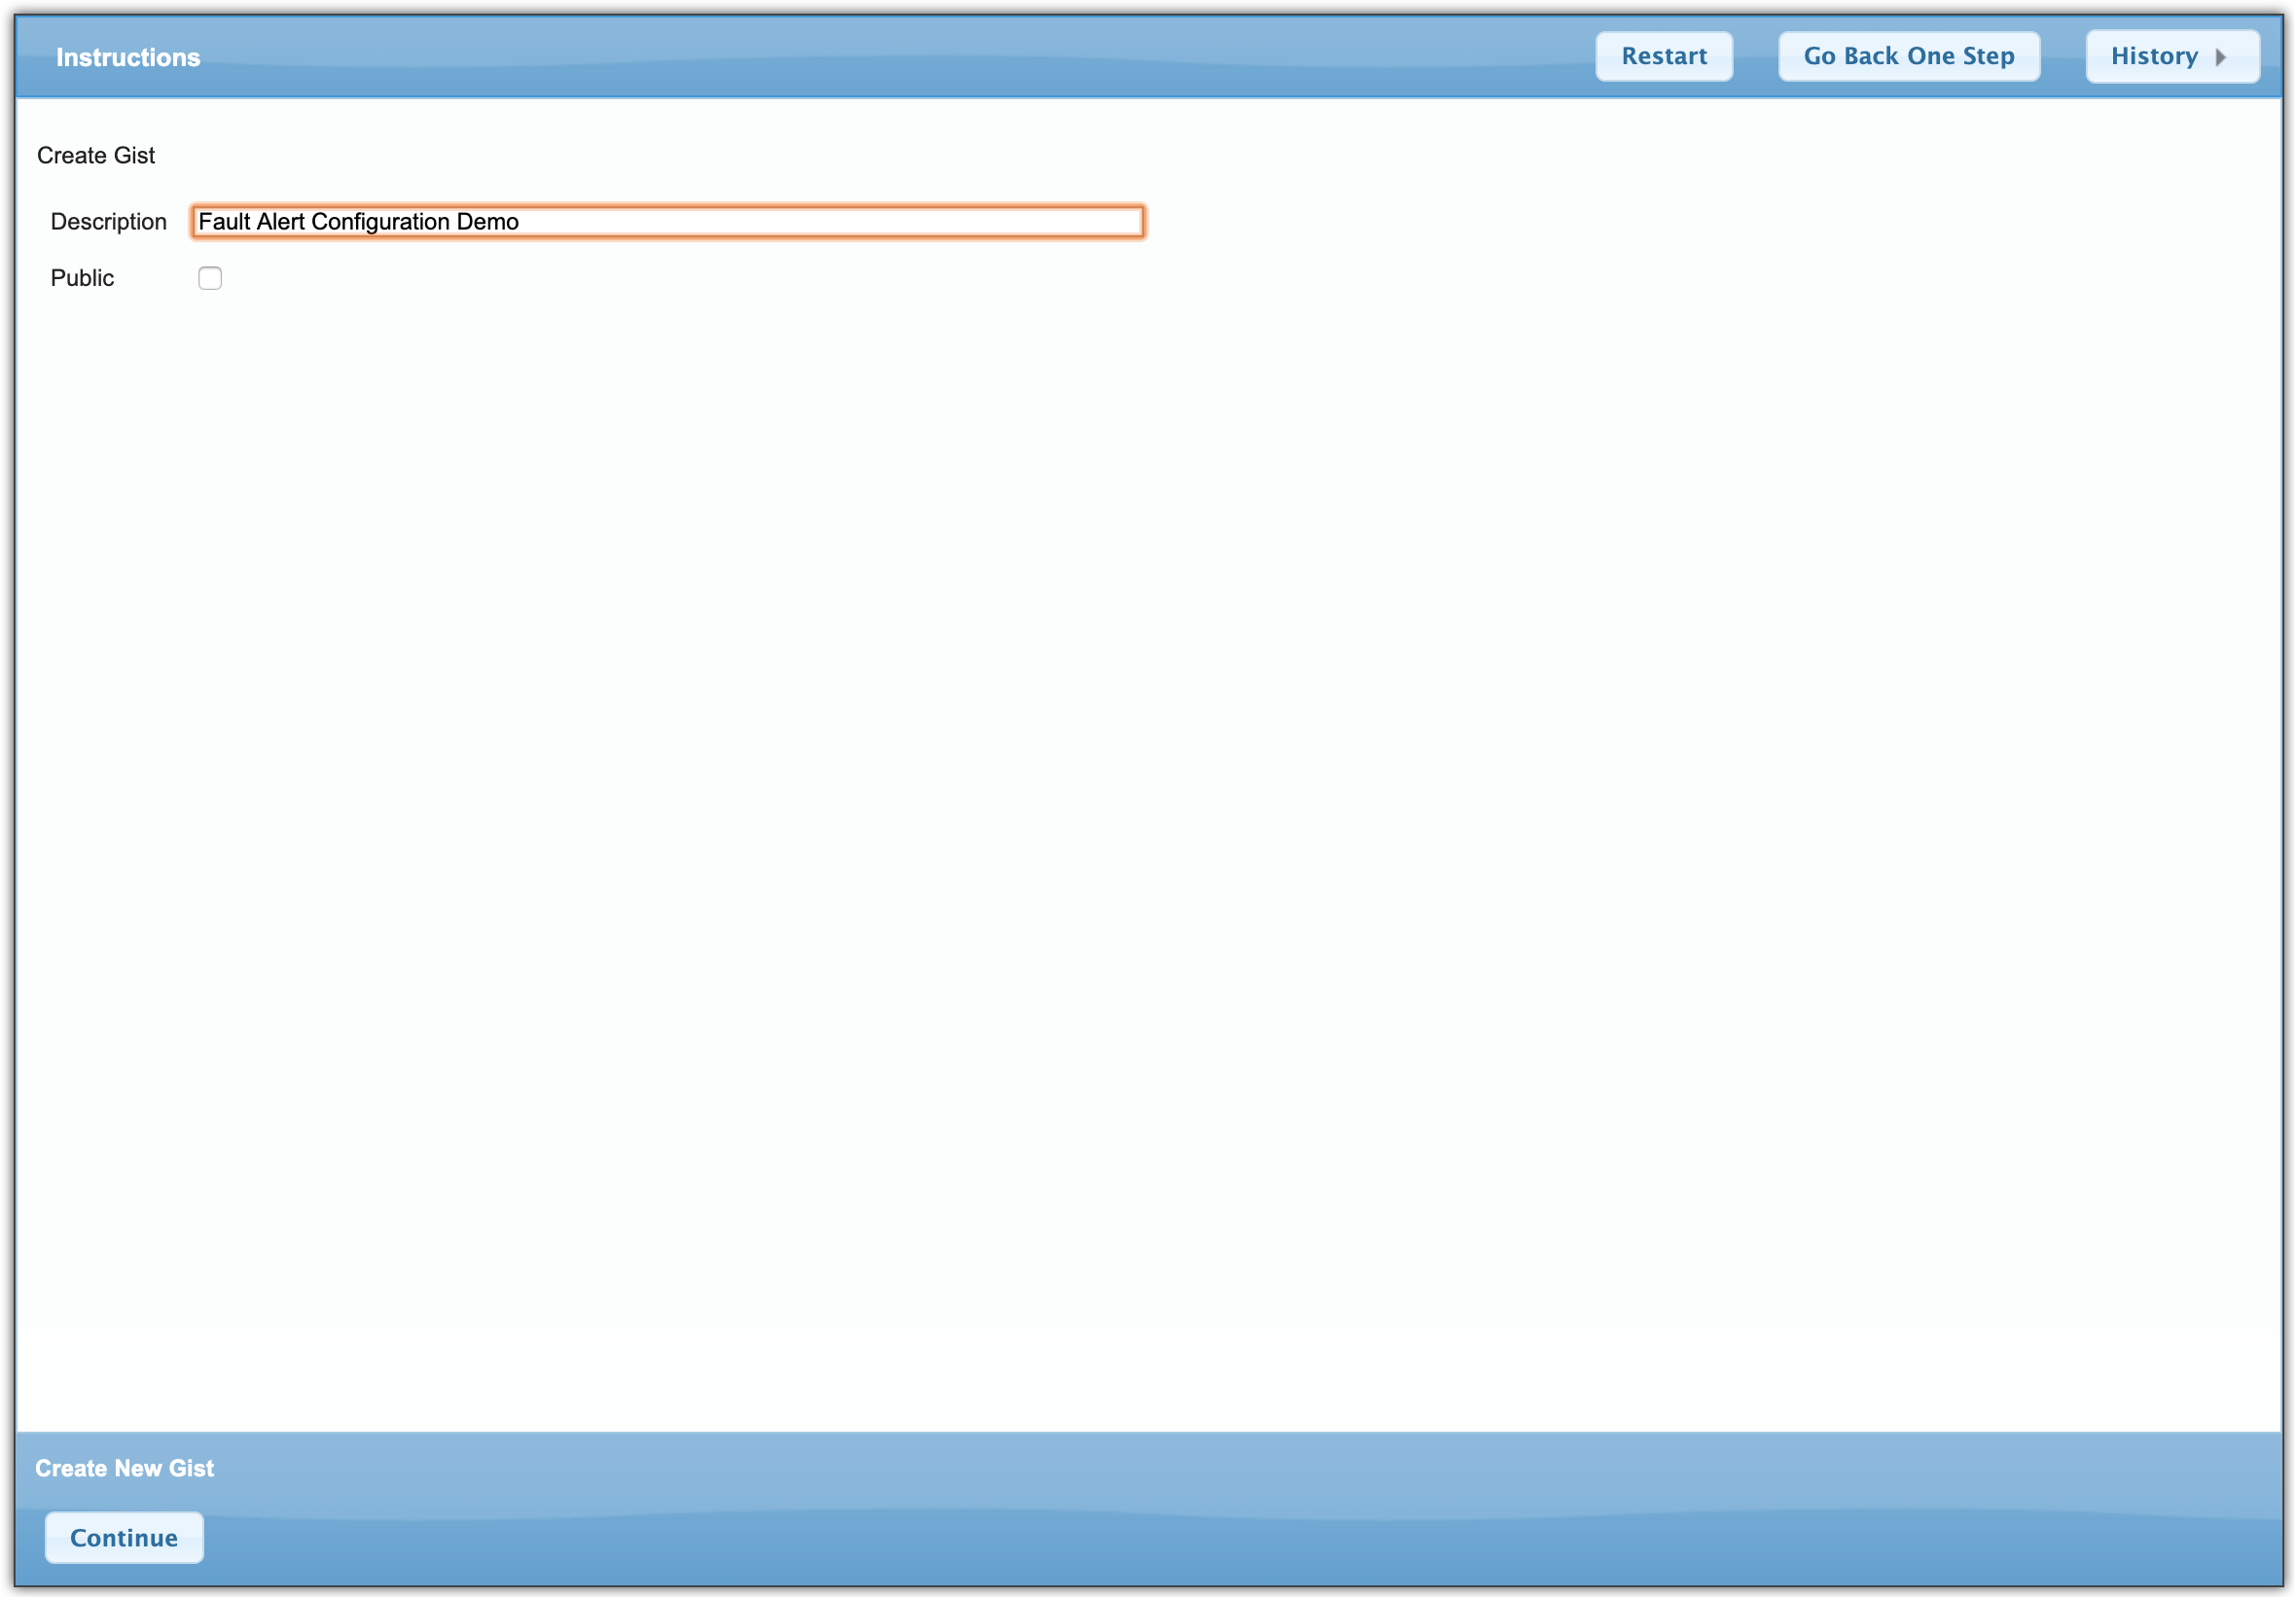 Instructions
Restart
Go Back One Step
History
Create Gist
Description Fault Alert Configuration Demo
Public
Create New Gist
Continue